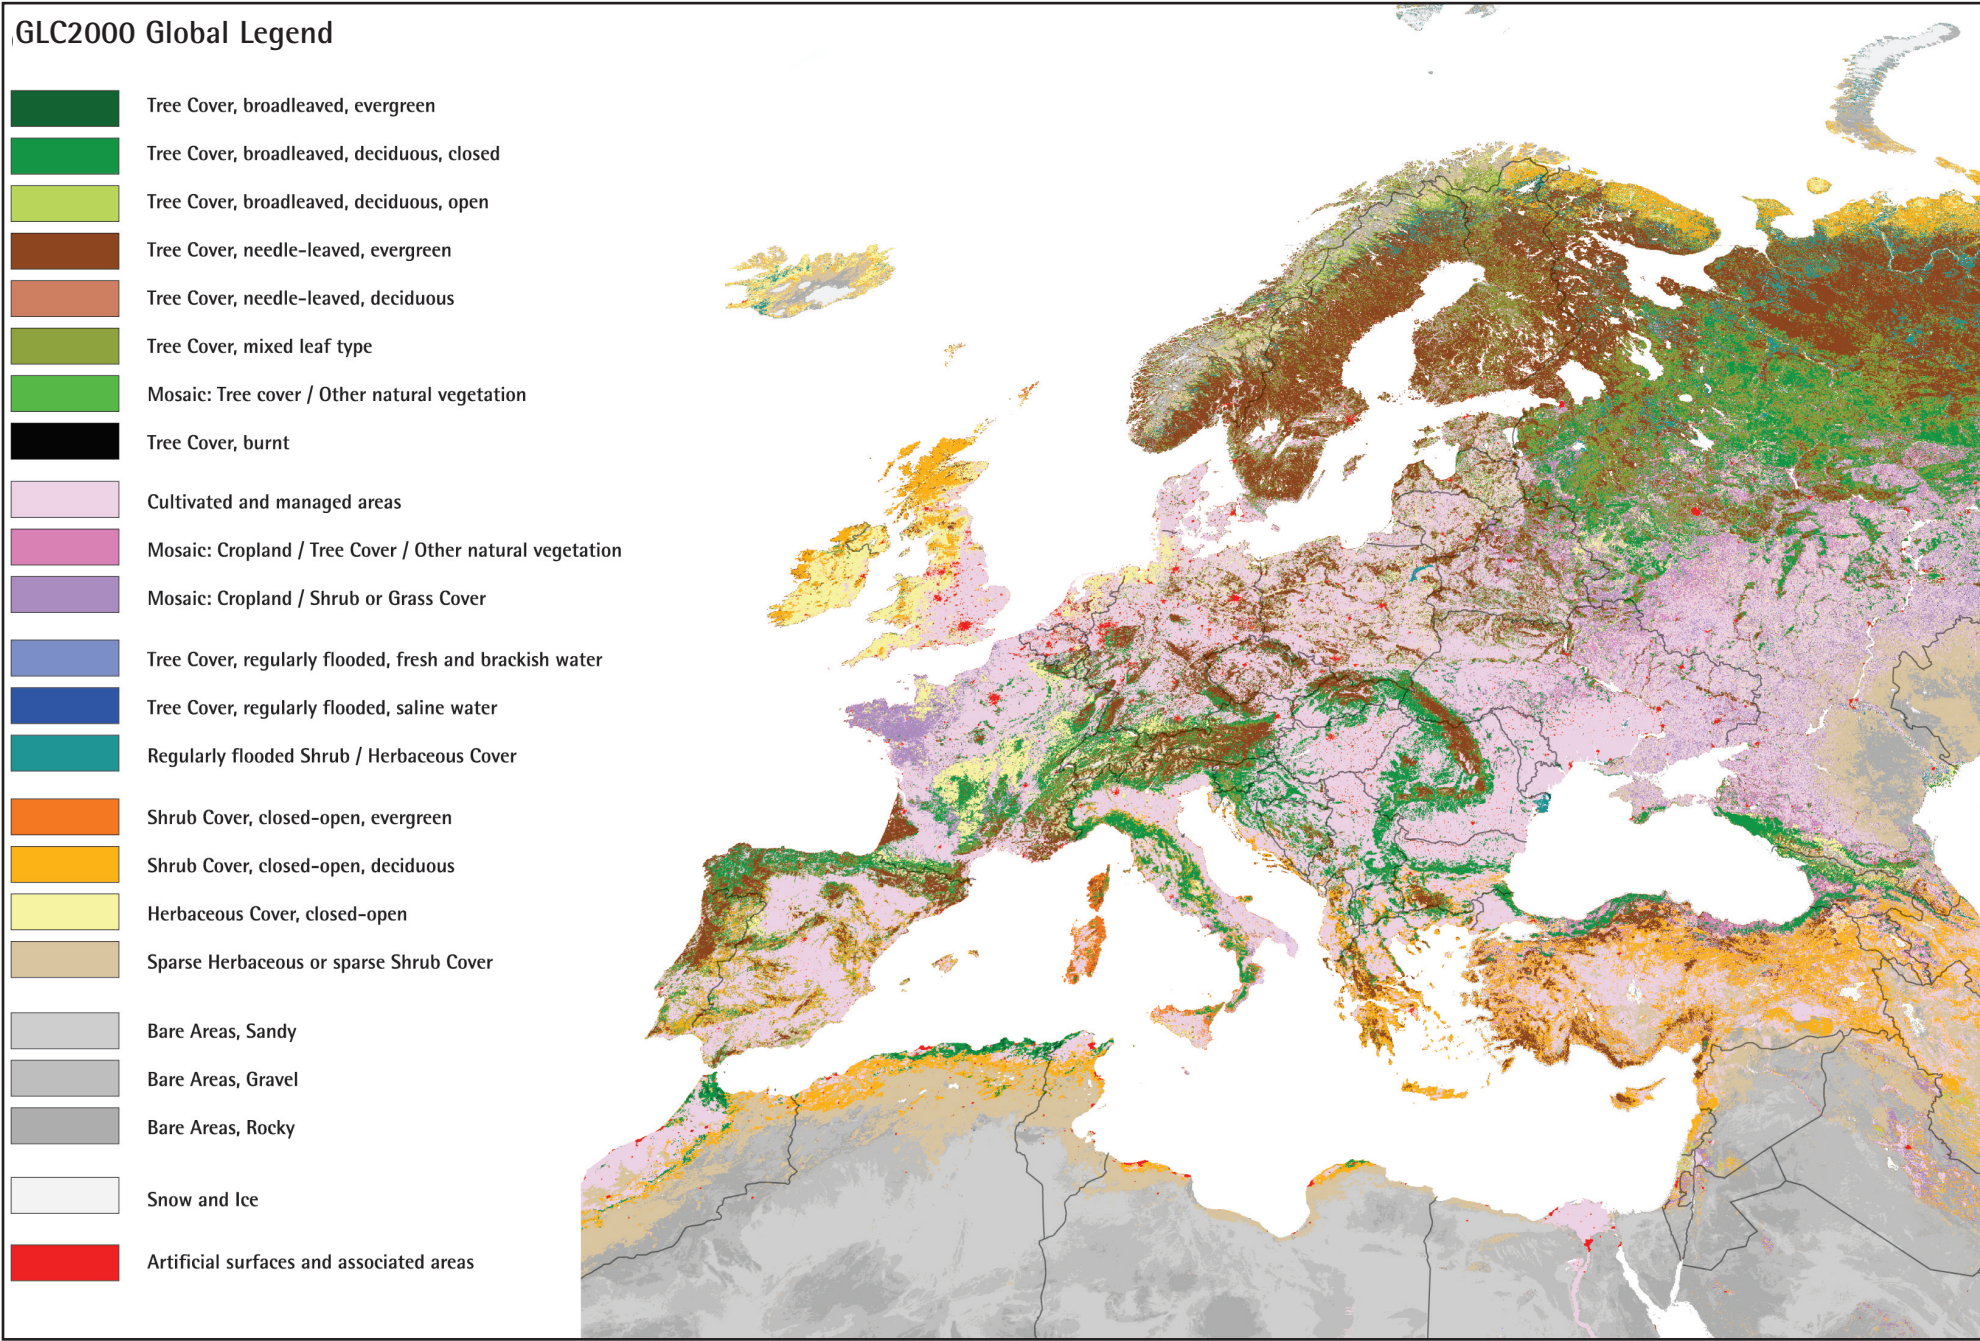 GLC2000 Global Legend
Tree Cover, broadleaved, evergreen
Tree Cover, broadleaved, deciduous, closed
Tree Cover, broadleaved, deciduous, open
Tree Cover, needle-leaved, evergreen
Tree Cover, needle-leaved, deciduous
Tree Cover, mixed leaf type
Mosaic: Tree cover / Other natural vegetation
Tree Cover, burnt
Cultivated and managed areas
Mosaic: Cropland / Tree Cover / Other natural vegetation
Mosaic: Cropland / Shrub or Grass Cover
Tree Cover, regularly flooded, fresh and brackish water
Tree Cover, regularly flooded, saline water
Regularly flooded Shrub / Herbaceous Cover
Shrub Cover, closed-open, evergreen
Shrub Cover, closed-open, deciduous
Herbaceous Cover, closed-open
Sparse Herbaceous or sparse Shrub Cover
Bare Areas, Sandy
Bare Areas, Gravel
Bare Areas, Rocky
Snow and Ice
Artificial surfaces and associated areas